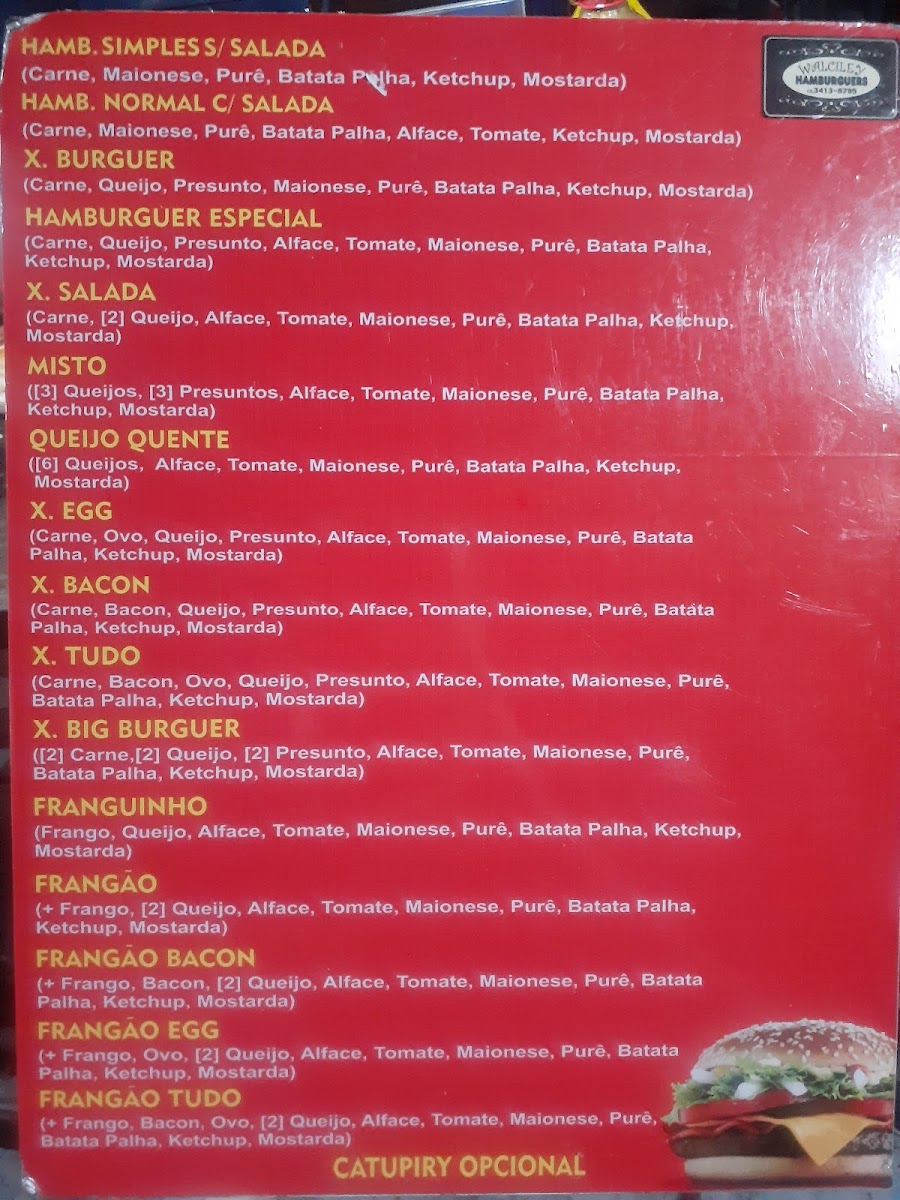 HAMB. SIMPLES S/ SALADA
(Carne, Maionese, Purê, Batata Palha, Ketchup, Mostarda)
HAMB. NORMAL C/ SALADA
(Carne, Maionese, Purê, Batata Palha, Alface, Tomate, Ketchup, Mostarda)
X. BURGUER
(Carne, Queijo, Presunto, Maionese, Purê, Batata Palha, Ketchup, Mostarda)
HAMBURGUER ESPECIAL
(Carne, Queijo, Presunto, Alface, Tomate, Maionese, Purê, Batata Palha,
Ketchup, Mostarda)
X. SALADA
(Carne, [2] Queijo, Alface, Tomate, Maionese, Purê, Batata Palha, Ketchup,
Mostarda)
MISTO
([3] Queijos, [3] Presuntos, Alface, Tomate, Maionese, Purê, Batata Palha,
Ketchup, Mostarda)
QUEIJO QUENTE
([6] Queijos, Alface, Tomate, Maionese, Purê, Batata Palha, Ketchup,
Mostarda)
X. EGG
(Carne, Ovo, Queijo, Presunto, Alface, Tomate, Maionese, Purê, Batata
Palha, Ketchup, Mostarda)
X. BACON
(Carne, Bacon, Queijo, Presunto, Alface, Tomate, Maionese, Purê, Batata
Palha, Ketchup, Mostarda)
X. TUDO
(Carne, Bacon, Ovo, Queijo, Presunto, Alface, Tomate, Maionese, Purê,
Batata Palha, Ketchup, Mostarda)
X. BIG BURGUER
([2] Carne,[2] Queijo, [2] Presunto, Alface, Tomate, Maionese, Purê,
Batata Palha, Ketchup, Mostarda)
FRANGUINHO
(Frango, Queijo, Alface, Tomate, Maionese, Purê, Batata Palha, Ketchup,
Mostarda)
FRANGÃO
(+ Frango, [2] Queijo, Alface, Tomate, Maionese, Purê, Batata Palha,
Ketchup, Mostarda)
FRANGÃO BACON
(+ Frango, Bacon, [2] Queijo, Alface, Tomate, Maionese, Purê, Batata
Palha, Ketchup, Mostarda)
FRANGÃO EGG
(+ Frango, Ovo, [2] Queijo, Alface, Tomate, Maionese, Purê, Batata
Palha, Ketchup, Mostarda)
FRANGÃO TUDO
(+ Frango, Bacon, Ovo, [2] Queijo, Alface, Tomate, Maionese, Purê,
Batata Palha, Ketchup, Mostarda)
CATUPIRY OPCIONAL
WALCILEY
HAMBURGUERS
3413-8795